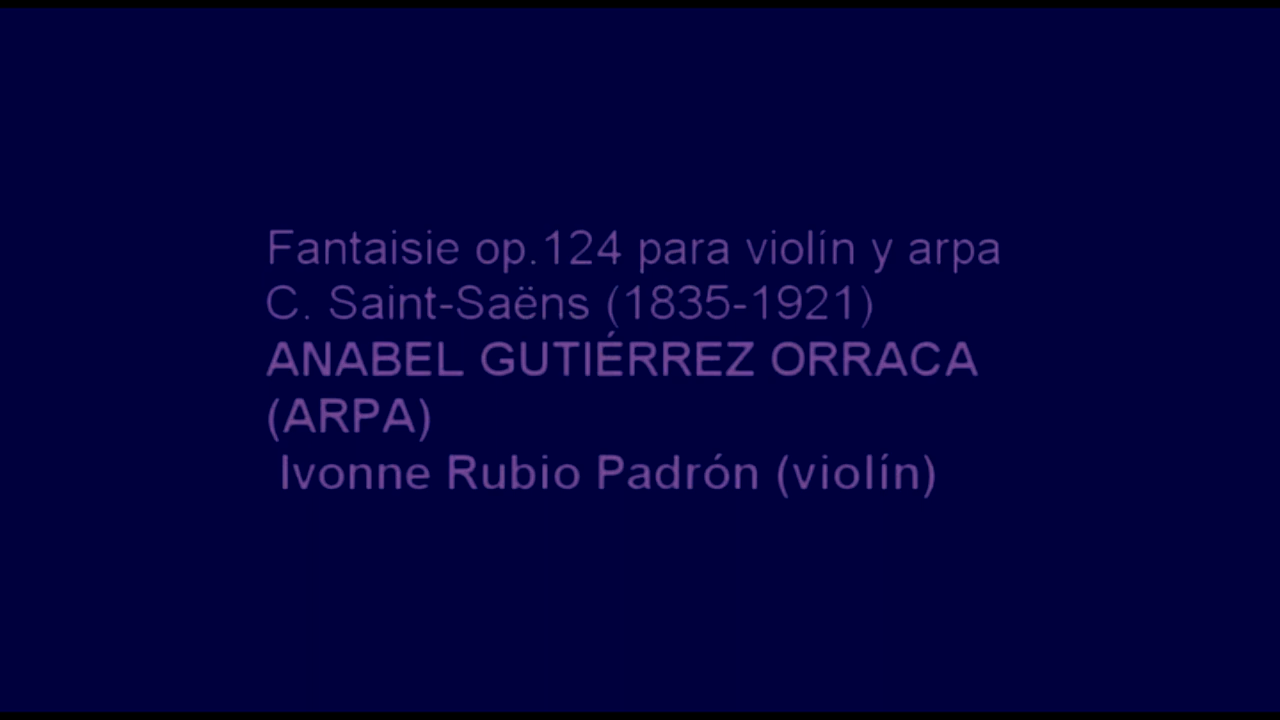 Fantaisie op.124 para violín y arpa
C. Saint-Saëns (1835-1921)
ANABEL GUTIÉRREZ ORRACA
(ARPA)
Ivonne Rubio Padrón (violín)